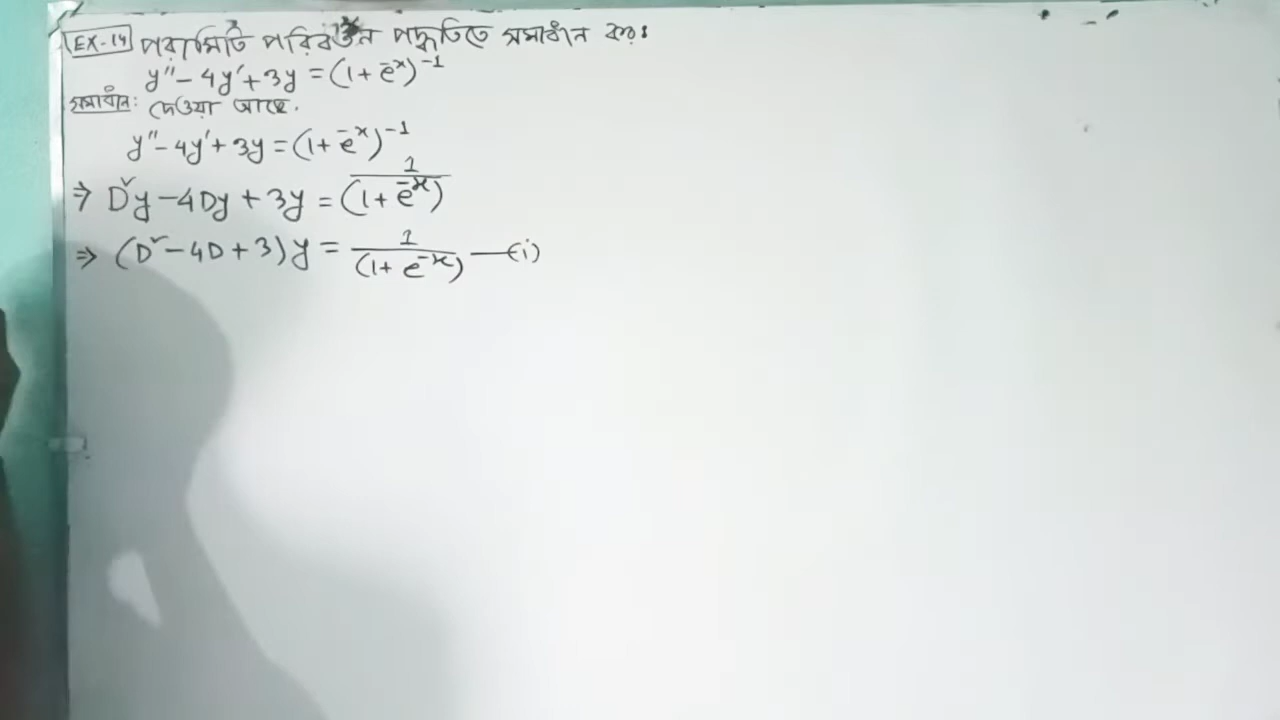 EX-14 পরামিতি পরিবর্তন পদ্ধতিতে সমাধান কর:
y'' - 4y' + 3y = (1 + e^-x)^-1
সমাধান: দেওয়া আছে.
y'' - 4y' + 3y = (1 + e^-x)^-1
⇒ D²y - 4Dy + 3y = 1/(1 + e^-x)
⇒ (D² - 4D + 3)y = 1/(1 + e^-x) —(i)